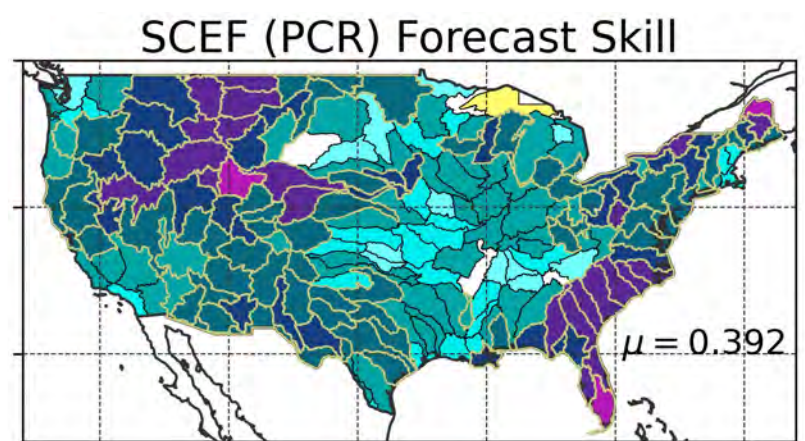 SCEF (PCR) Forecast Skill
μ = 0.392